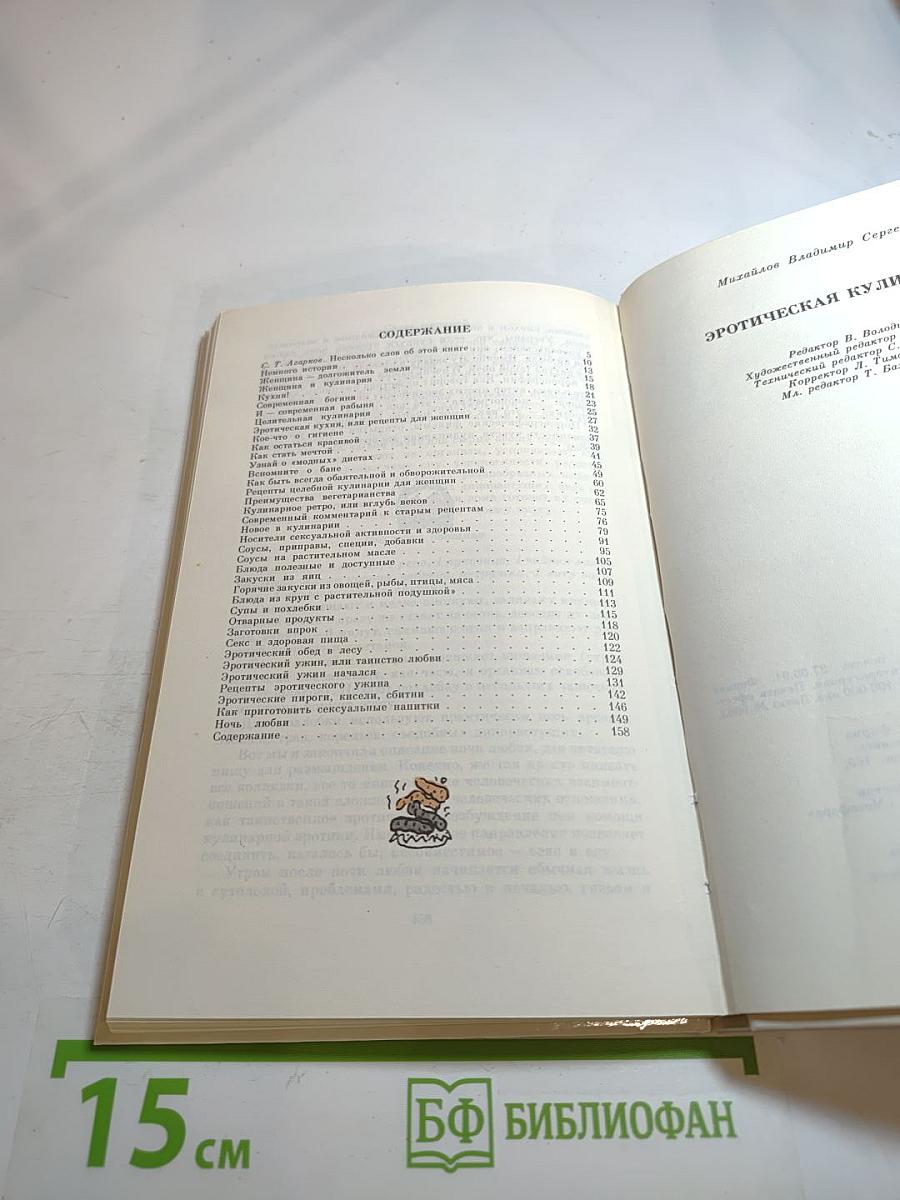 СОДЕРЖАНИЕ
С. Т. Агарков. Несколько слов об этой книге . . . . . . . 5
Немного истории . . . . . . . 10
Женщина — долгожитель земли . . . . . . . 13
Женщина и кулинария . . . . . . . 15
Кухня! . . . . . . . 18
Современная богиня . . . . . . . 21
И — современная рабыня . . . . . . . 23
Целительная кулинария . . . . . . . 25
Эротическая кухня, или рецепты для женщин . . . . . . . 27
Кое-что о гигиене . . . . . . . 32
Как остаться красивой . . . . . . . 37
Как стать мечтой . . . . . . . 39
Узнай о «модных» диетах . . . . . . . 41
Вспомните о бане . . . . . . . 45
Как быть всегда обаятельной и обворожительной . . . . . . . 49
Рецепты целебной кулинарии для женщин . . . . . . . 60
Преимущества вегетарианства . . . . . . . 62
Кулинарное ретро, или вглубь веков . . . . . . . 65
Современный комментарий к старым рецептам . . . . . . . 75
Новое в кулинарии . . . . . . . 76
Носители сексуальной активности и здоровья . . . . . . . 79
Соусы, приправы, специи, добавки . . . . . . . 91
Соусы на растительном масле . . . . . . . 95
Блюда полезные и доступные . . . . . . . 105
Закуски из яиц . . . . . . . 107
Горячие закуски из овощей, рыбы, птицы, мяса . . . . . . . 109
Блюда из круп с растительной подушкой» . . . . . . . 111
Супы и похлебки . . . . . . . 113
Отварные продукты . . . . . . . 115
Заготовки впрок . . . . . . . 118
Секс и здоровая пища . . . . . . . 120
Эротический обед в лесу . . . . . . . 122
Эротический ужин, или таинство любви . . . . . . . 124
Эротический ужин начался . . . . . . . 129
Рецепты эротического ужина . . . . . . . 131
Эротические пироги, кисели, сбитни . . . . . . . 142
Как приготовить сексуальные напитки . . . . . . . 146
Ночь любви . . . . . . . 149
Содержание . . . . . . . 158
Михайлов Владимир Серге
ЭРОТИЧЕСКАЯ КУЛИ
Редактор В. Волод
Художественный редактор
Технический редактор С.
Корректор Л. Тимо
Мл. редактор Т. Баж
15 см
БФ БИБЛИОФАН